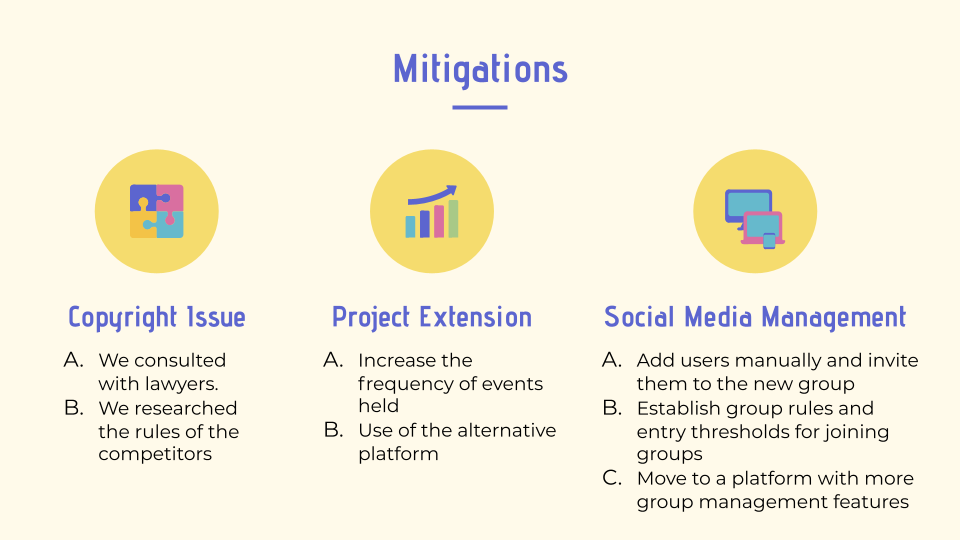 Mitigations
Copyright Issue
A. We consulted
with lawyers.
B. We researched
the rules of the
competitors
Project Extension
A. Increase the
frequency of events
held
B. Use of the alternative
platform
Social Media Management
A. Add users manually and invite
them to the new group
B. Establish group rules and
entry thresholds for joining
groups
C. Move to a platform with more
group management features